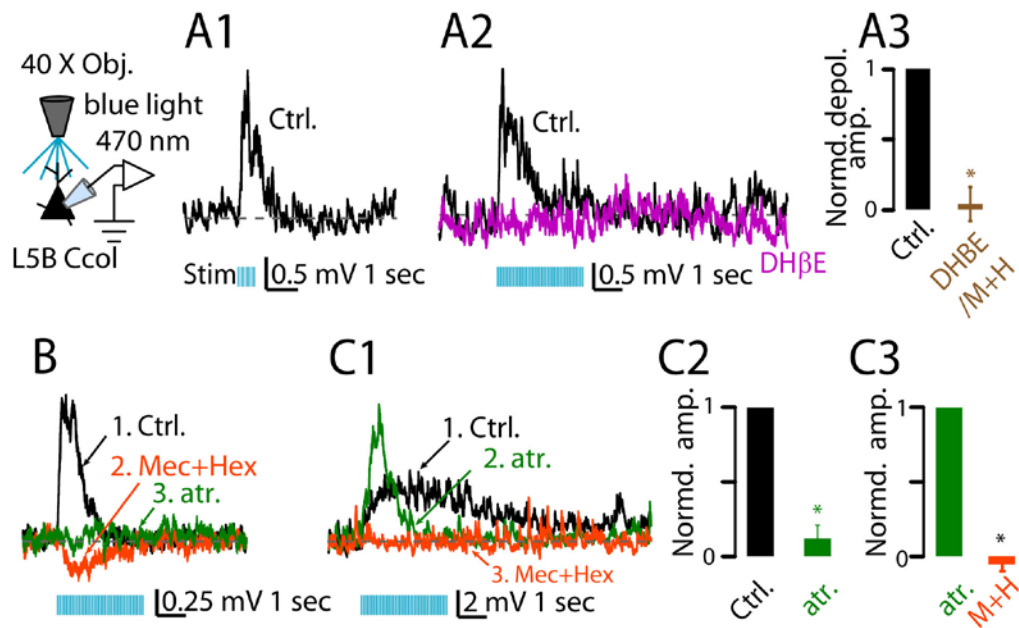 A1
A2
A3
40 X Obj.
blue light
470 nm
L5B Ccol
Ctrl.
Stim
0.5 mV 1 sec
Ctrl.
DHβE
0.5 mV 1 sec
Normd. depol.
amp.
1
0
Ctrl.
DHBE
/M+H
*
B
1. Ctrl.
2. Mec+Hex
3. atr.
0.25 mV 1 sec
C1
1. Ctrl.
2. atr.
3. Mec+Hex
2 mV 1 sec
C2
Normd. amp.
1
0
*
Ctrl.
atr.
C3
Normd. amp.
1
0
*
atr.
M+H